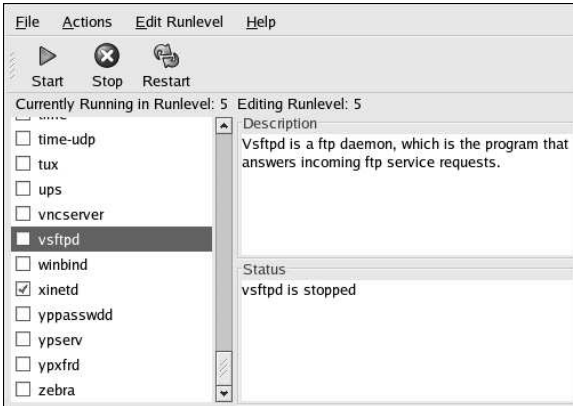 File Actions Edit Runlevel Help
Start Stop Restart
Currently Running in Runlevel: 5 Editing Runlevel: 5
time
time-udp
tux
ups
vncserver
vsftpd
winbind
xinetd
yppasswdd
ypserv
ypxfrd
zebra
Description
Vsftpd is a ftp daemon, which is the program that
answers incoming ftp service requests.
Status
vsftpd is stopped